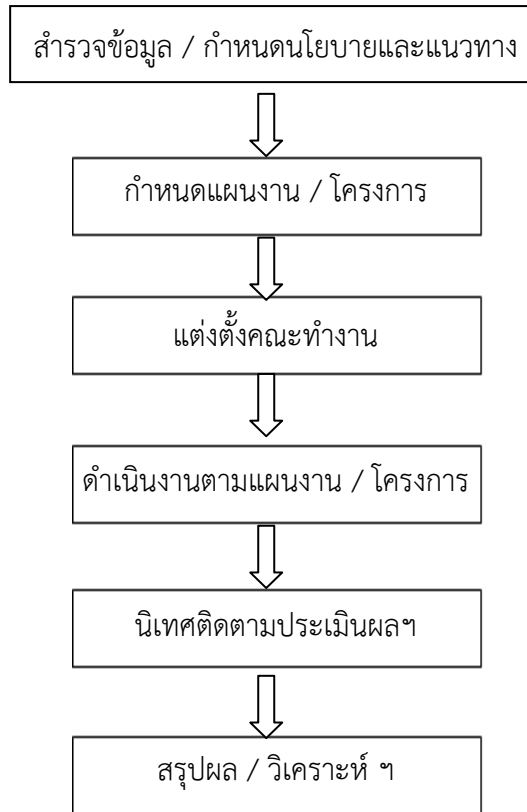 สำรวจข้อมูล / กำหนดนโยบายและแนวทาง
กำหนดแผนงาน / โครงการ
แต่งตั้งคณะทำงาน
ดำเนินงานตามแผนงาน / โครงการ
นิเทศติดตามประเมินผลฯ
สรุปผล / วิเคราะห์ ฯ